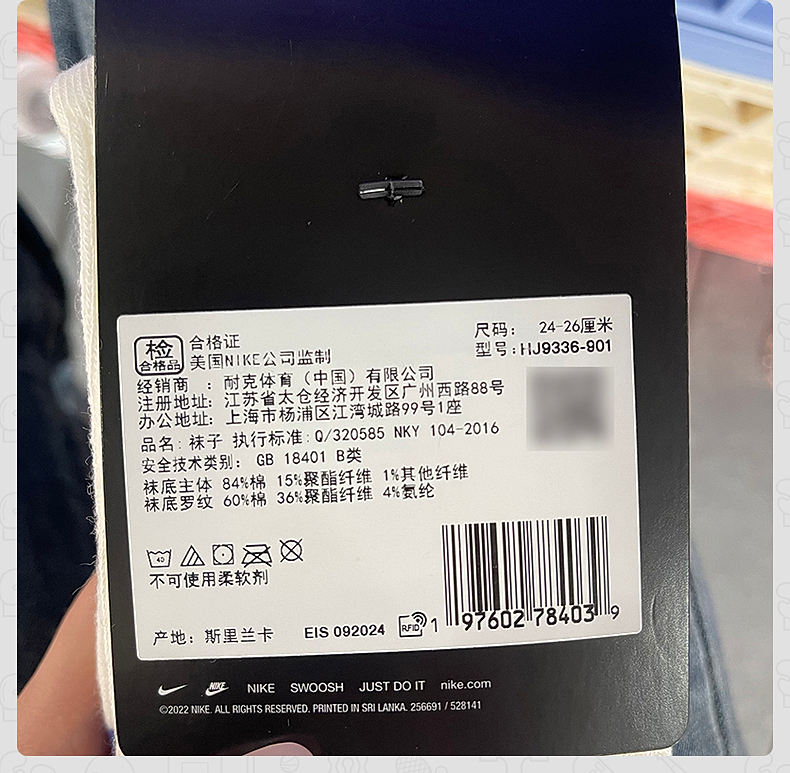 检
合格品
合格证
美国NIKE公司监制
尺码： 24-26厘米
型号：HJ9336-901
经销商 ：耐克体育（中国）有限公司
注册地址：江苏省太仓经济开发区广州西路88号
办公地址：上海市杨浦区江湾城路99号1座
品名：袜子 执行标准：Q/320585 NKY 104-2016
安全技术类别： GB 18401 B类
袜底主体 84%棉 15%聚酯纤维 1%其他纤维
袜底罗纹 60%棉 36%聚酯纤维 4%氨纶
40
不可使用柔软剂
产地：斯里兰卡 EIS 092024 RFID 1 97602 78403 9
NIKE NIKE SWOOSH JUST DO IT nike.com
©2022 NIKE. ALL RIGHTS RESERVED. PRINTED IN SRI LANKA. 256691 / 528141